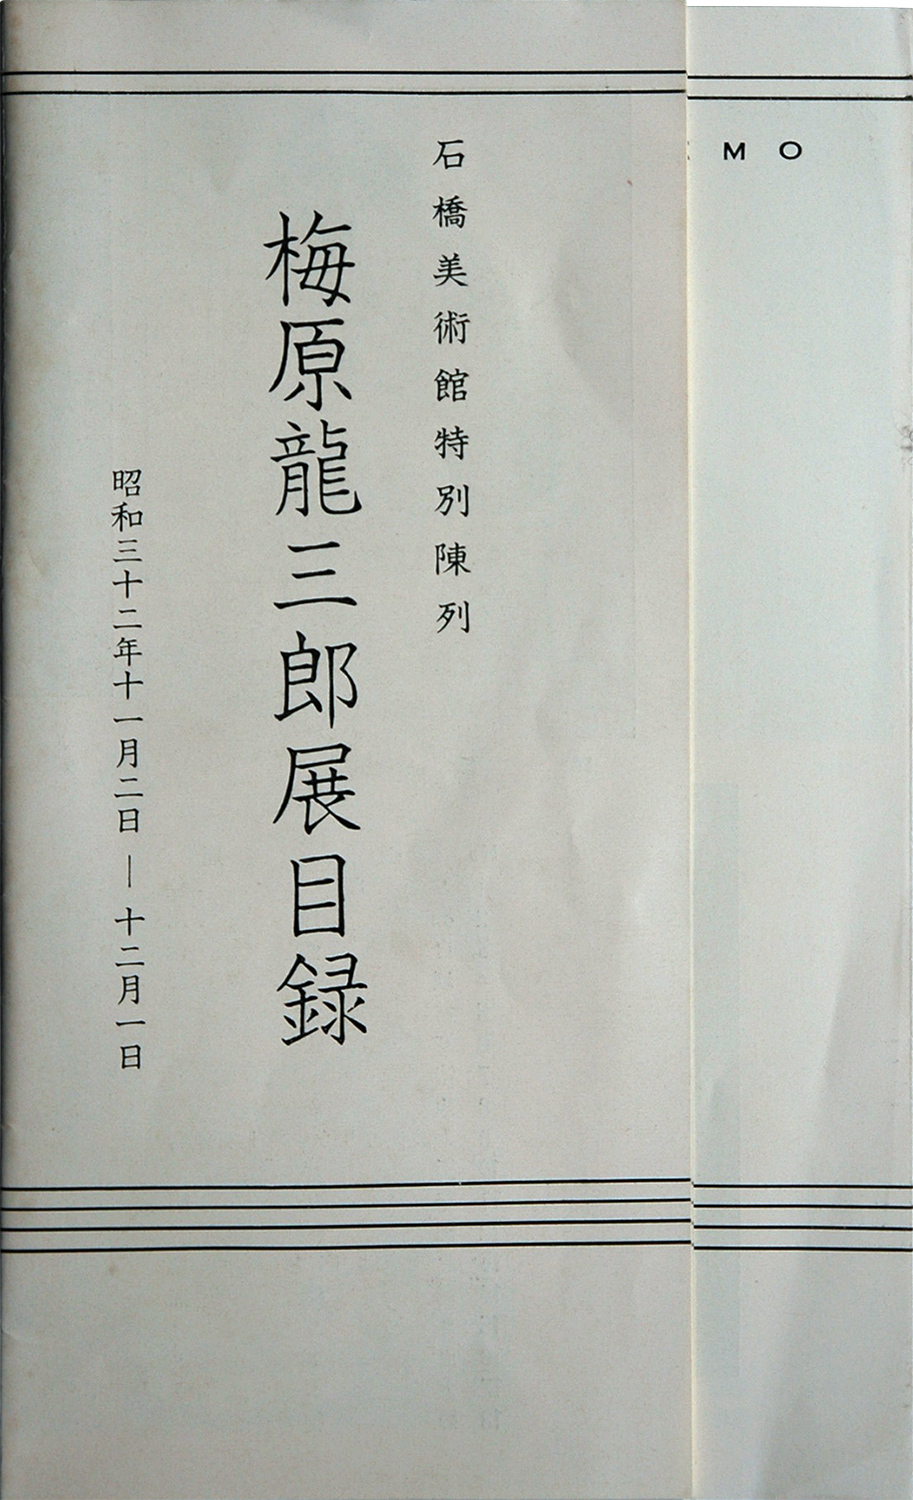 石橋美術館特別陳列
梅原龍三郎展目録
昭和三十二年十一月二日―十二月一日
MO